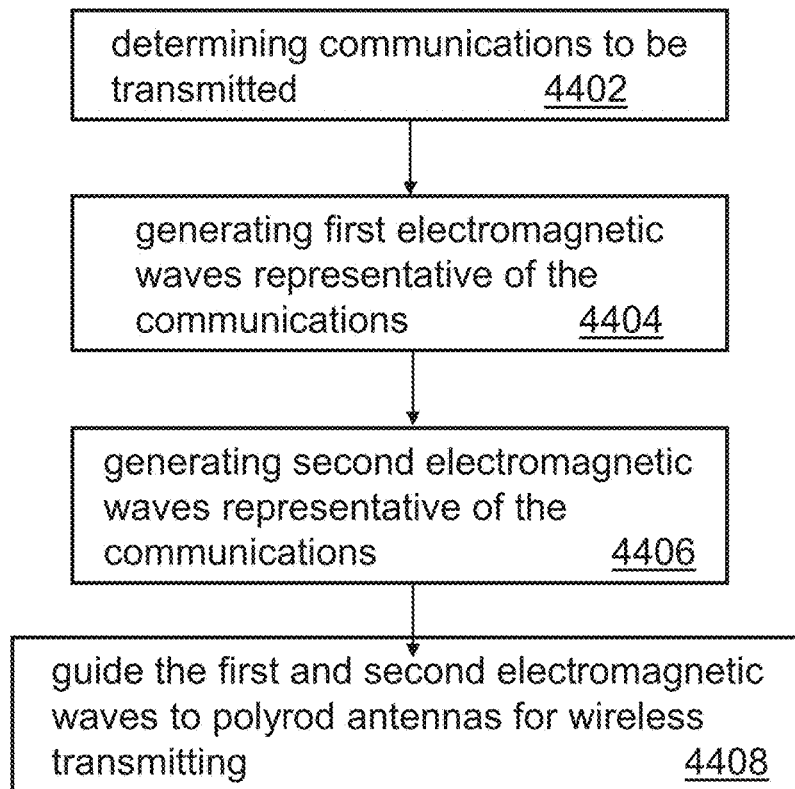 determining communications to be
transmitted 4402
generating first electromagnetic
waves representative of the
communications 4404
generating second electromagnetic
waves representative of the
communications 4406
guide the first and second electromagnetic
waves to polyrod antennas for wireless
transmitting 4408